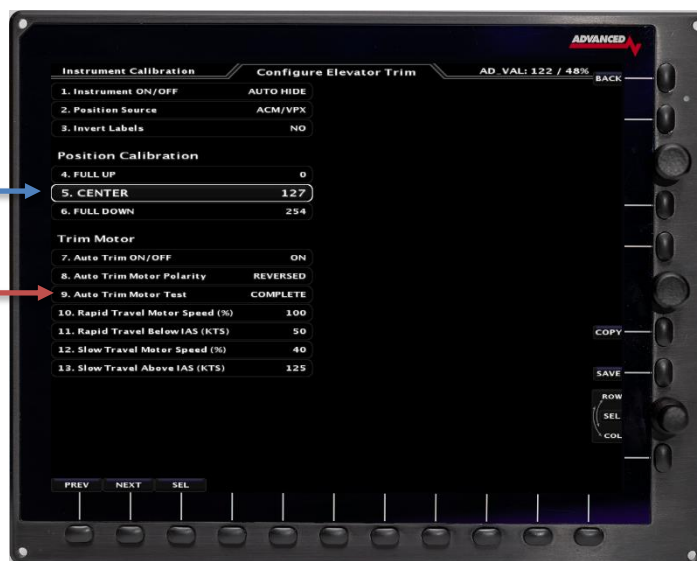 ADVANCED
Instrument Calibration Configure Elevator Trim AD_VAL: 122 / 48%
BACK
1. Instrument ON/OFF AUTO HIDE
2. Position Source ACM/VPX
3. Invert Labels NO
Position Calibration
4. FULL UP 0
5. CENTER 127
6. FULL DOWN 254
Trim Motor
7. Auto Trim ON/OFF ON
8. Auto Trim Motor Polarity REVERSED
9. Auto Trim Motor Test COMPLETE
10. Rapid Travel Motor Speed (%) 100
11. Rapid Travel Below IAS (KTS) 50
12. Slow Travel Motor Speed (%) 40
13. Slow Travel Above IAS (KTS) 125
COPY
SAVE
ROW
SEL
COL
PREV NEXT SEL